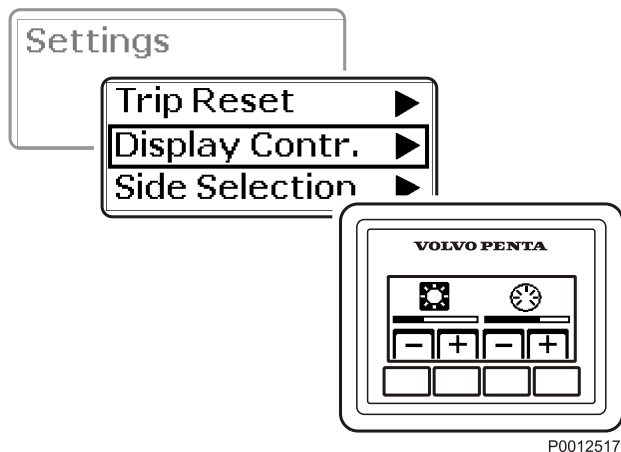 Settings
Trip Reset
Display Contr.
Side Selection
VOLVO PENTA
− + − +
P0012517